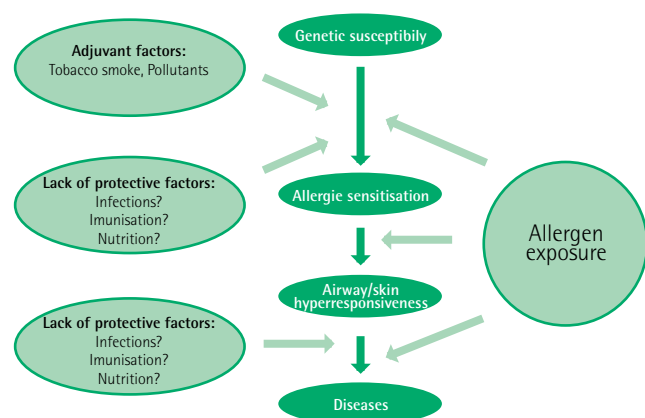 Genetic susceptibily
Adjuvant factors:
Tobacco smoke, Pollutants
Lack of protective factors:
Infections?
Imunisation?
Nutrition?
Allergie sensitisation
Allergen
exposure
Airway/skin
hyperresponsiveness
Lack of protective factors:
Infections?
Imunisation?
Nutrition?
Diseases